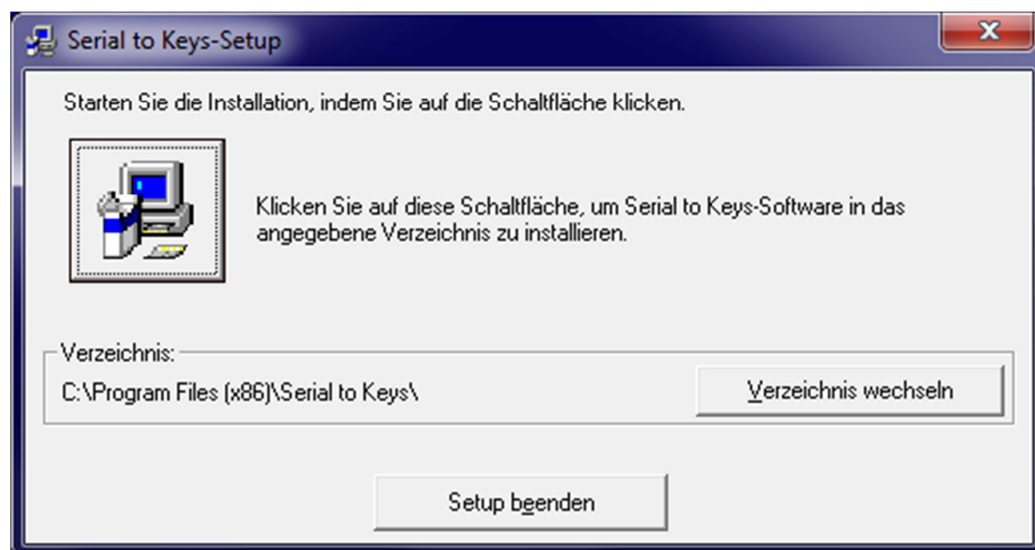 Serial to Keys-Setup
Starten Sie die Installation, indem Sie auf die Schaltfläche klicken.
Klicken Sie auf diese Schaltfläche, um Serial to Keys-Software in das
angegebene Verzeichnis zu installieren.
Verzeichnis:
C:\Program Files (x86)\Serial to Keys\
Verzeichnis wechseln
Setup beenden